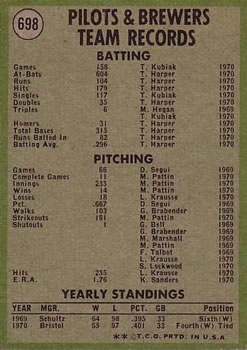 698
PILOTS & BREWERS
TEAM RECORDS
BATTING
Games 158 T. Kubiak 1970
At-Bats 604 T. Harper 1970
Runs 104 T. Harper 1970
Hits 179 T. Harper 1970
Singles 117 T. Kubiak 1970
Doubles 35 T. Harper 1970
Triples 6 M. Hegan 1969
T. Kubiak 1970
Homers 31 T. Harper 1970
Total Bases 315 T. Harper 1970
Runs Batted In 82 T. Harper 1970
Batting Avg. .296 T. Harper 1970
PITCHING
Games 66 D. Segui 1969
Complete Games 11 M. Pattin 1970
Innings 233 M. Pattin 1970
Wins 14 M. Pattin 1970
Losses 18 L. Krausse 1970
Pct. .667 D. Segui 1969
Walks 103 G. Brabender 1969
Strikeouts 161 M. Pattin 1970
Shutouts 1 G. Bell 1969
G. Brabender 1969
M. Marshall 1969
M. Pattin 1969
F. Talbot 1969
L. Krausse 1970
S. Lockwood 1970
Hits 235 L. Krausse 1970
E.R.A. 1.76 K. Sanders 1970
YEARLY STANDINGS
YEAR MGR. W L PCT. GB Position
1969 Schultz 64 98 .395 33 Sixth (W)
1970 Bristol 65 97 .401 33 Fourth (W) Tied
** ©T.C.G. PRTD. IN U.S.A.